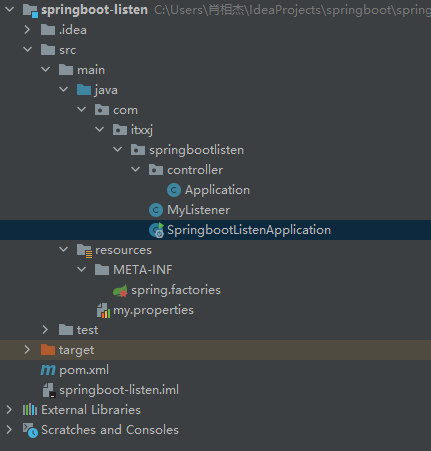 springboot-listen C:\Users\肖相杰\IdeaProjects\springboot\spring
.idea
src
main
java
com
itxxj
springbootlisten
controller
Application
MyListener
SpringbootListenApplication
resources
META-INF
spring.factories
my.properties
test
target
pom.xml
springboot-listen.iml
External Libraries
Scratches and Consoles